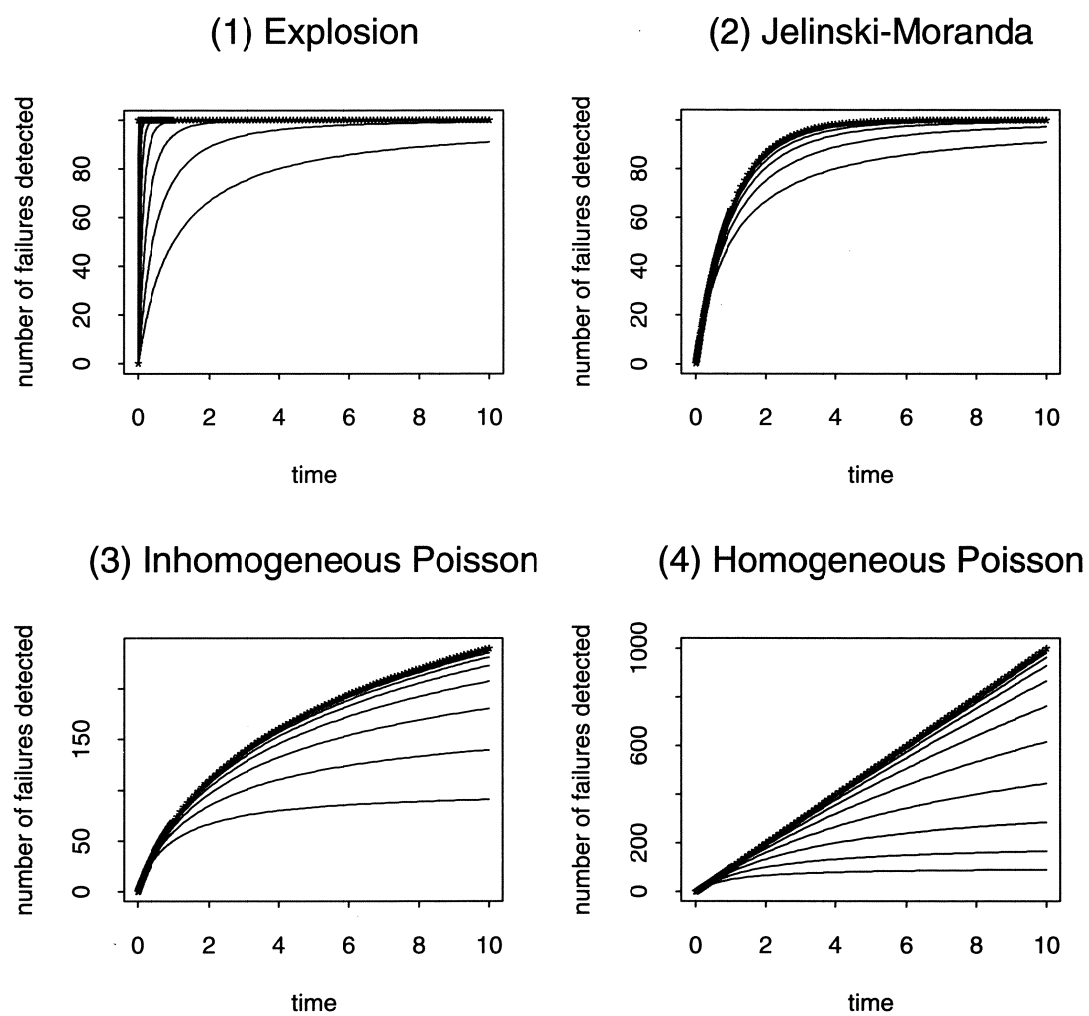 (1) Explosion
number of failures detected
0 20 40 60 80
0 2 4 6 8 10
time
(2) Jelinski-Moranda
number of failures detected
0 20 40 60 80
0 2 4 6 8 10
time
(3) Inhomogeneous Poisson
number of failures detected
0 50 150
0 2 4 6 8 10
time
(4) Homogeneous Poisson
number of failures detected
0 200 600 1000
0 2 4 6 8 10
time